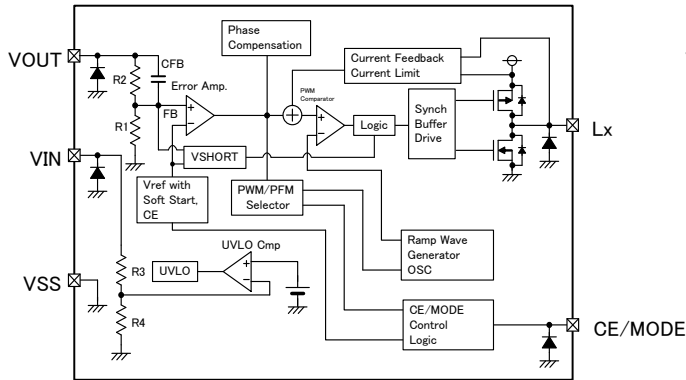 Phase
Compensation
VOUT
CFB
R2
Error Amp.
Current Feedback
Current Limit
PWM
Comparator
FB
R1
Logic
Synch
Buffer
Drive
Lx
VIN
VSHORT
Vref with
Soft Start,
CE
PWM/PFM
Selector
UVLO Cmp
Ramp Wave
Generator
OSC
R3
UVLO
VSS
R4
CE/MODE
Control
Logic
CE/MODE